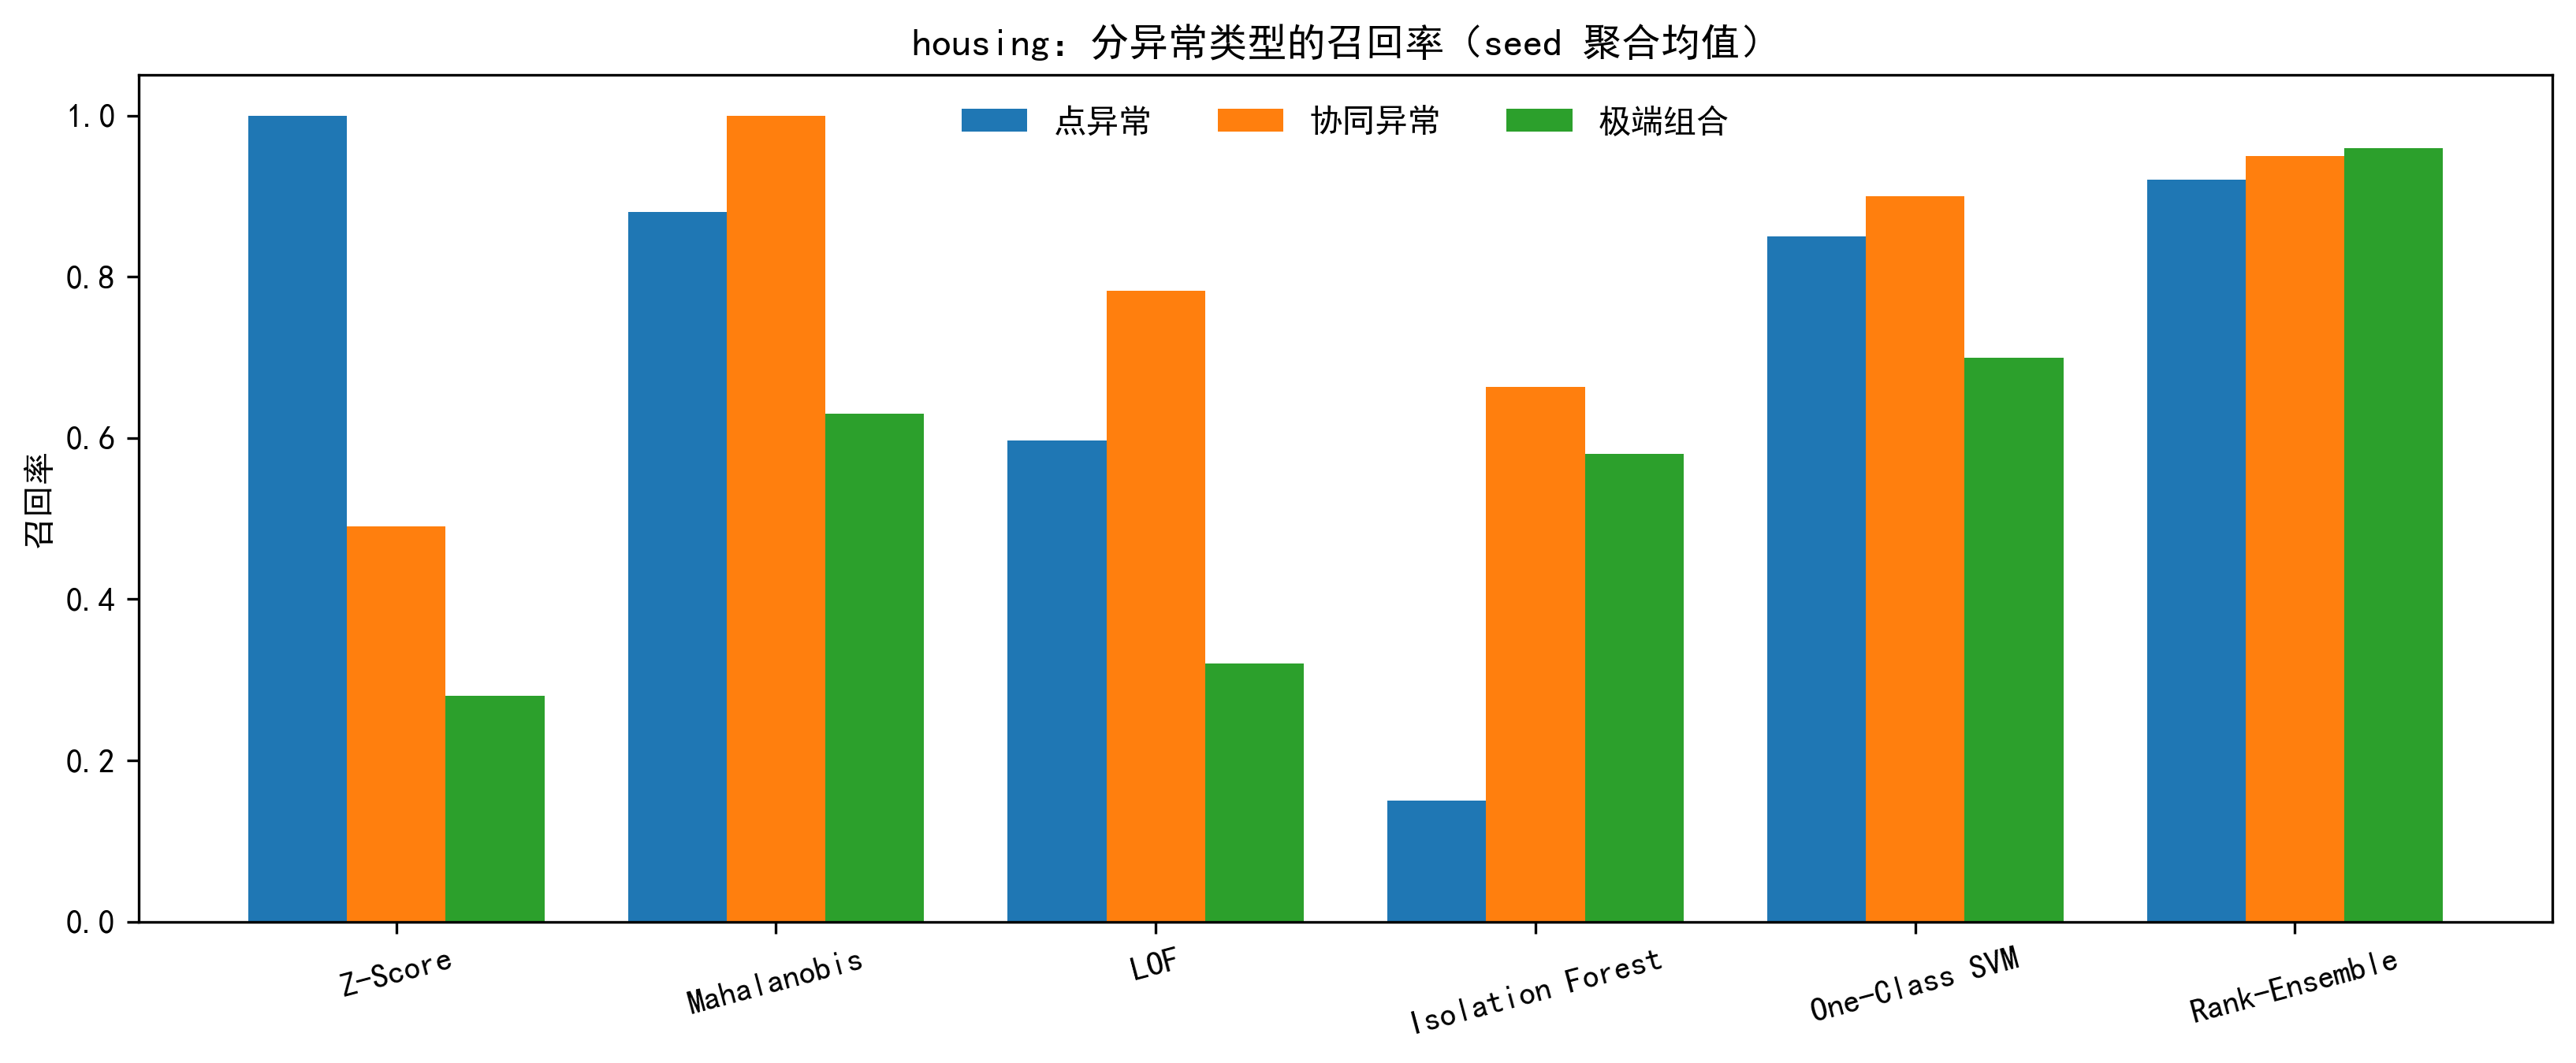 housing：分异常类型的召回率（seed 聚合均值）
点异常 协同异常 极端组合
召回率
1.0
0.8
0.6
0.4
0.2
0.0
Z-Score Mahalanobis LOF Isolation Forest One-Class SVM Rank-Ensemble